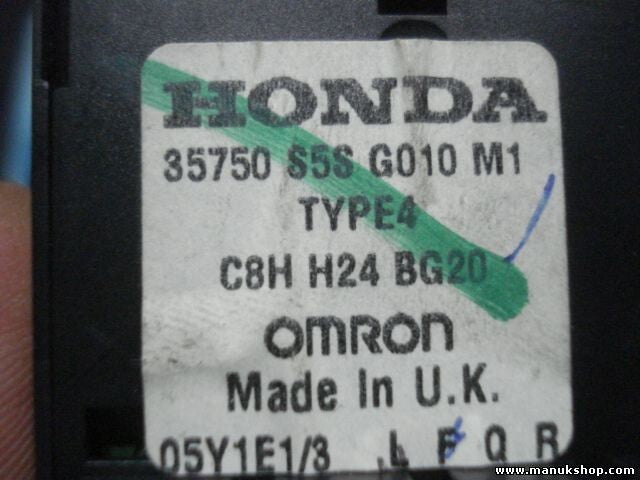 HONDA
35750 S5S G010 M1
TYPE4
C8H H24 BG20
OMRON
Made In U.K.
05Y1E1/3 .L F Q R
www.manukshop.com